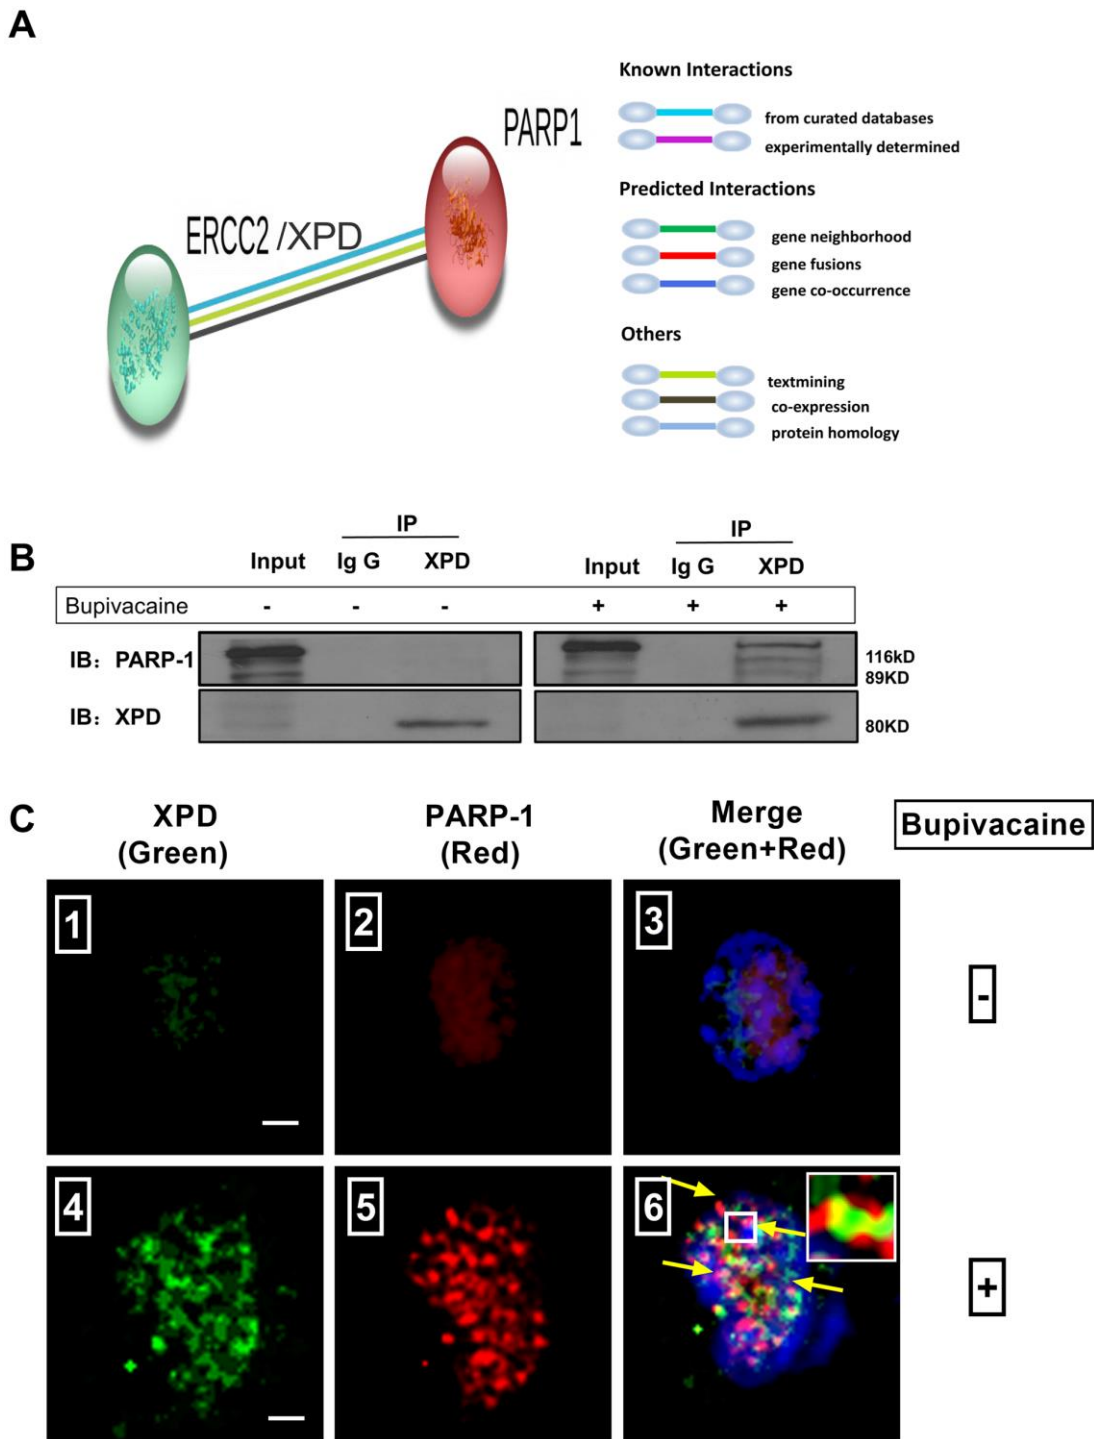 A
PARP1
ERCC2 /XPD
Known Interactions
from curated databases
experimentally determined
Predicted Interactions
gene neighborhood
gene fusions
gene co-occurrence
Others
textmining
co-expression
protein homology
B
IP
IP
Input Ig G XPD Input Ig G XPD
Bupivacaine - - - + + +
IB: PARP-1
116kD
89KD
IB: XPD
80KD
C
XPD (Green)
PARP-1 (Red)
Merge (Green+Red)
Bupivacaine
1
2
3
-
4
5
6
+